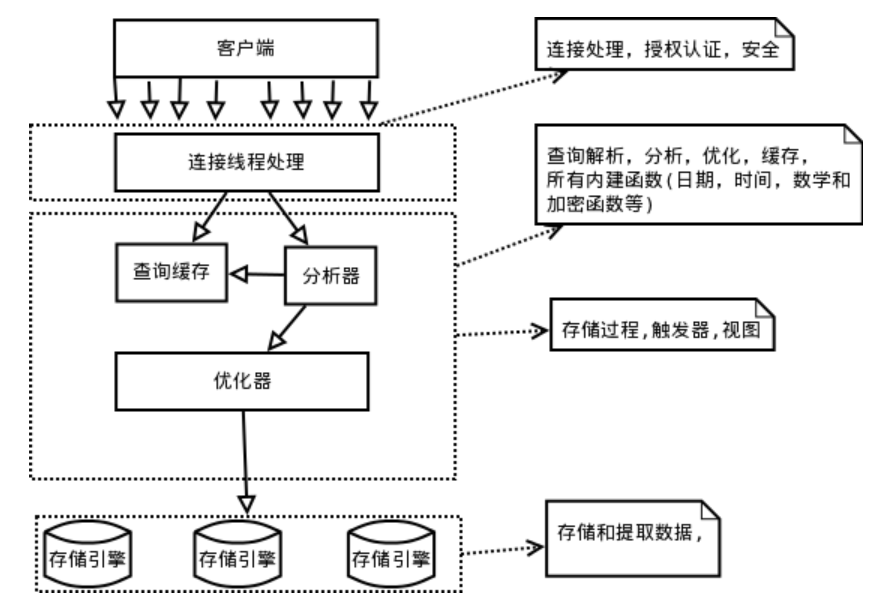 客户端
连接处理，授权认证，安全
连接线程处理
查询解析，分析，优化，缓存，
所有内建函数(日期，时间，数学和
加密函数等)
查询缓存
分析器
存储过程,触发器,视图
优化器
存储和提取数据,
存储引擎
存储引擎
存储引擎